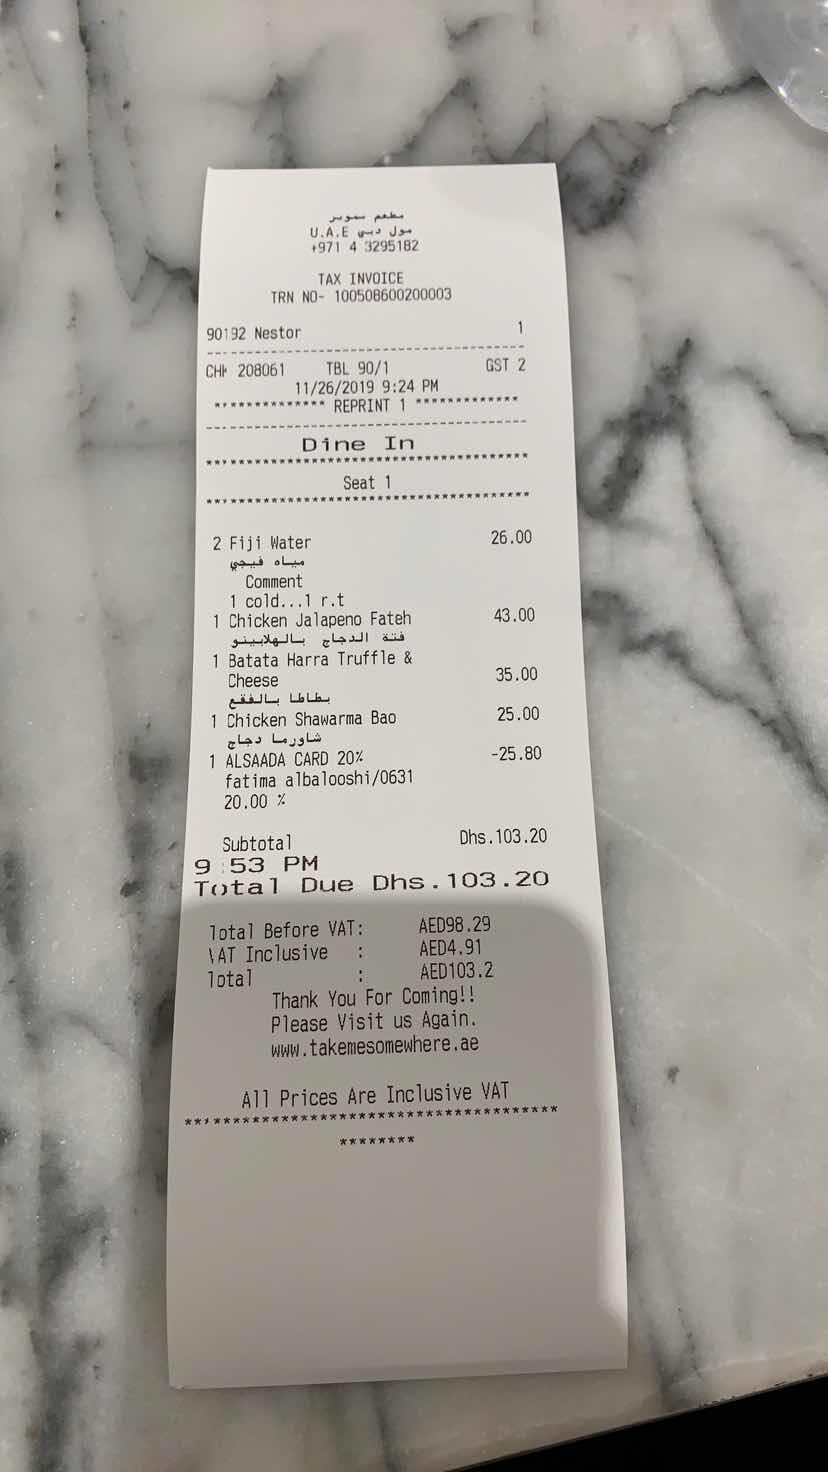 مطعم سوبر
مول دبي U.A.E
+971 4 3295182
TAX INVOICE
TRN NO- 100508600200003
90192 Nestor 1
CHK 208061 TBL 90/1 GST 2
11/26/2019 9:24 PM
************** REPRINT 1 *************
Dine In
Seat 1
2 Fiji Water 26.00
مياه فيجي
Comment
1 cold...1 r.t
1 Chicken Jalapeno Fateh 43.00
فتة الدجاج بالهلابينو
1 Batata Harra Truffle &
Cheese 35.00
بطاطا بالفقع
1 Chicken Shawarma Bao 25.00
شاورما دجاج
1 ALSAADA CARD 20% -25.80
fatima albalooshi/0631
20.00 %
Subtotal Dhs.103.20
9:53 PM
Total Due Dhs.103.20
Total Before VAT: AED98.29
VAT Inclusive : AED4.91
Total : AED103.2
Thank You For Coming!!
Please Visit us Again.
www.takemesomewhere.ae
All Prices Are Inclusive VAT